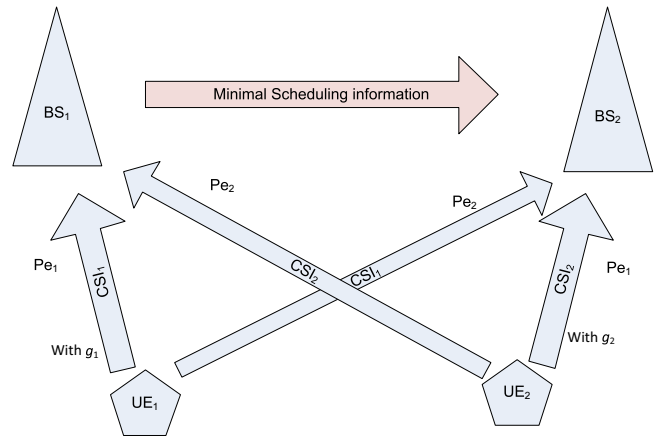 BS₁
Minimal Scheduling information
BS₂
Pe₂
Pe₂
Pe₁
CSI₁
CSI₂
CSI₁
CSI₂
Pe₁
With g₁
With g₂
UE₁
UE₂